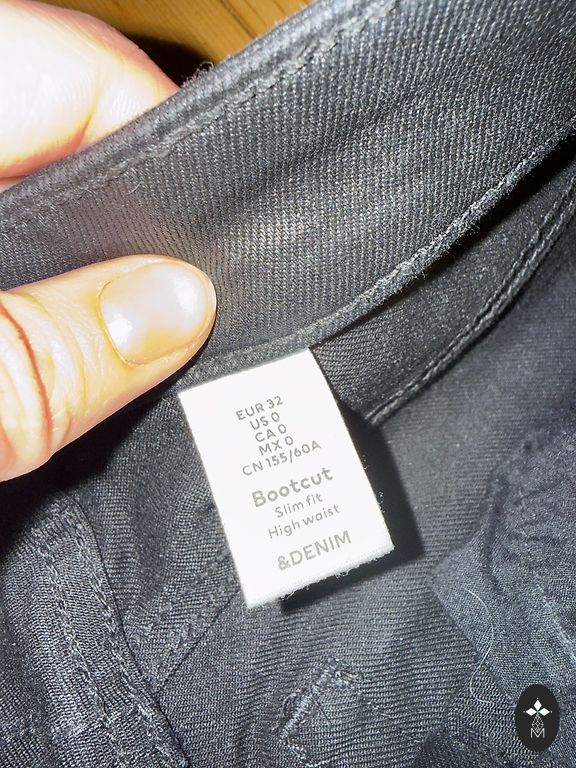 EUR 32
US 0
CA 0
MX 0
CN 155/60A
Bootcut
Slim fit
High waist
&DENIM
M